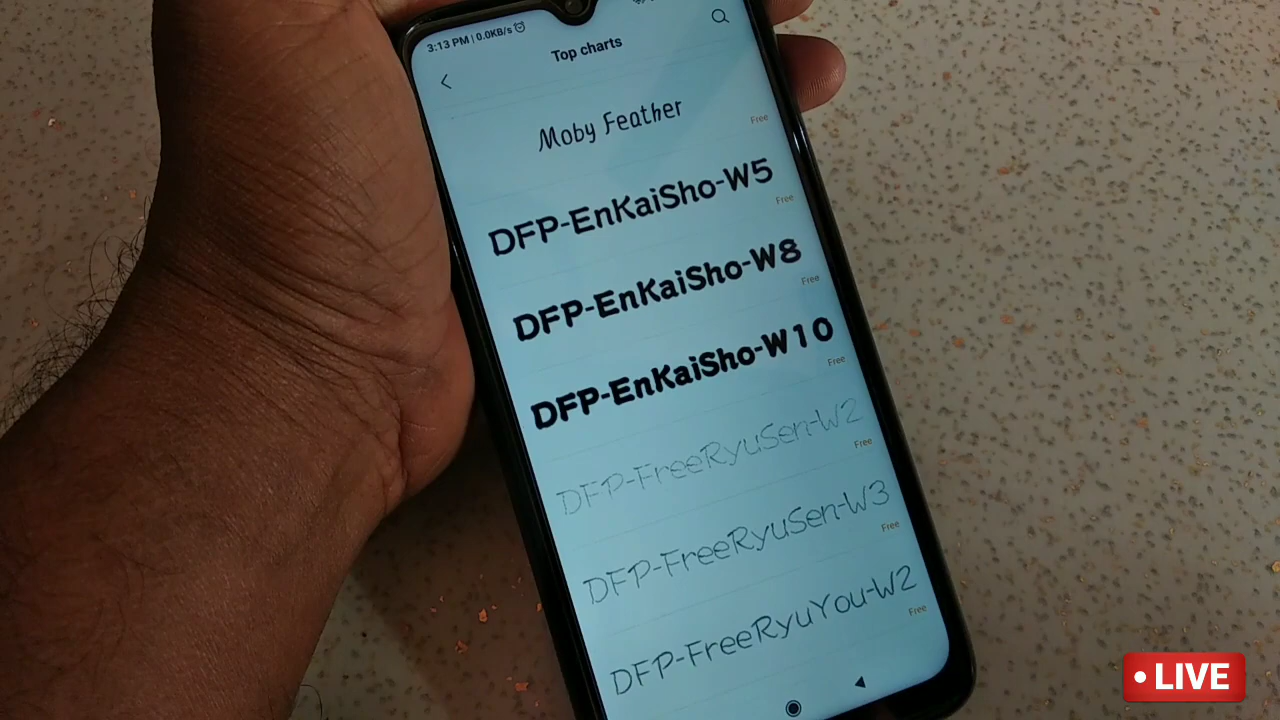 3:13 PM | 0.0KB/s
Top charts
Moby Feather
Free
DFP-EnKaiSho-W5
Free
DFP-EnKaiSho-W8
Free
DFP-EnKaiSho-W10
Free
DFP-FreeRyuSen-W2
Free
DFP-FreeRyuSen-W3
Free
DFP-FreeRyuYou-W2
Free
LIVE